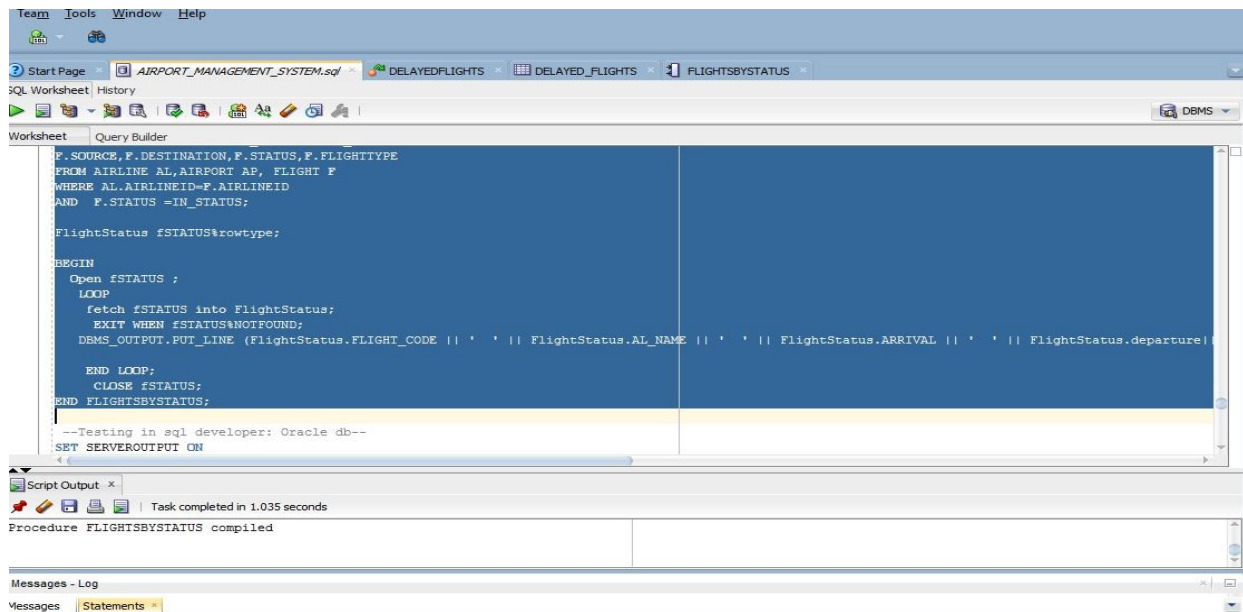 Team Tools Window Help
Start Page AIRPORT_MANAGEMENT_SYSTEM.sql DELAYEDFLIGHTS DELAYED_FLIGHTS FLIGHTSBYSTATUS
SQL Worksheet History
DBMS
Worksheet Query Builder
F.SOURCE,F.DESTINATION,F.STATUS,F.FLIGHTTYPE
FROM AIRLINE AL,AIRPORT AP, FLIGHT F
WHERE AL.AIRLINEID=F.AIRLINEID
AND F.STATUS =IN_STATUS;
FlightStatus fSTATUS%rowtype;
BEGIN
Open fSTATUS ;
LOOP
fetch fSTATUS into FlightStatus;
EXIT WHEN fSTATUS%NOTFOUND;
DBMS_OUTPUT.PUT_LINE (FlightStatus.FLIGHT_CODE || ' ' || FlightStatus.AL_NAME || ' ' || FlightStatus.ARRIVAL || ' ' || FlightStatus.departure||
END LOOP;
CLOSE fSTATUS;
END FLIGHTSBYSTATUS;
--Testing in sql developer: Oracle db--
SET SERVEROUTPUT ON
Script Output
Task completed in 1.035 seconds
Procedure FLIGHTSBYSTATUS compiled
Messages - Log
Messages Statements